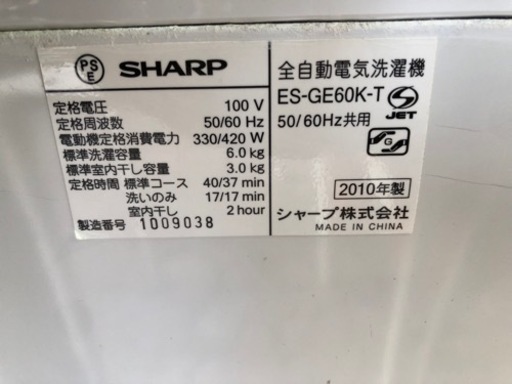 PS
E
SHARP
定格電圧 100 V
定格周波数 50/60 Hz
電動機定格消費電力 330/420 W
標準洗濯容量 6.0 kg
標準室内干し容量 3.0 kg
定格時間 標準コース 40/37 min
洗いのみ 17/17 min
室内干し 2 hour
製造番号 1009038
全自動電気洗濯機
ES-GE60K-T
S
JET
50/60Hz共用
G
2010年製
シャープ株式会社
MADE IN CHINA